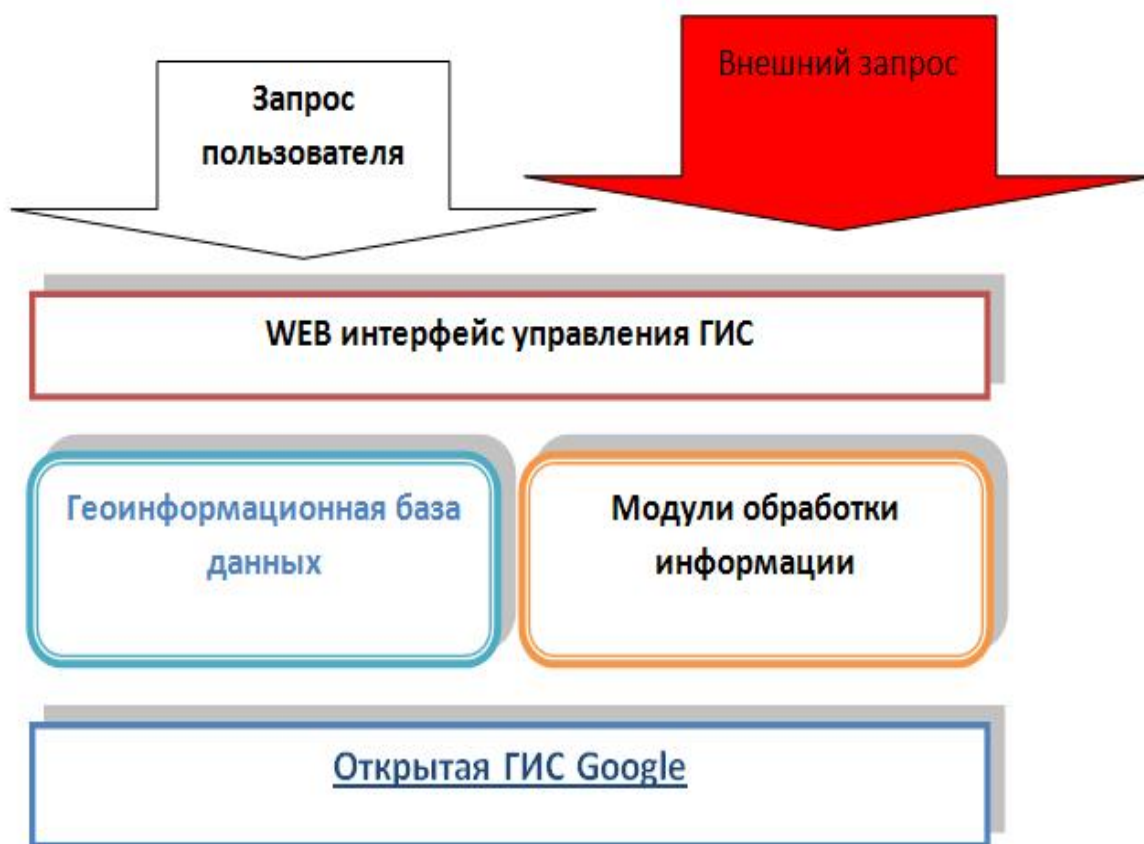 Запрос
пользователя
Внешний запрос
WEB интерфейс управления ГИС
Геоинформационная база
данных
Модули обработки
информации
Открытая ГИС Google